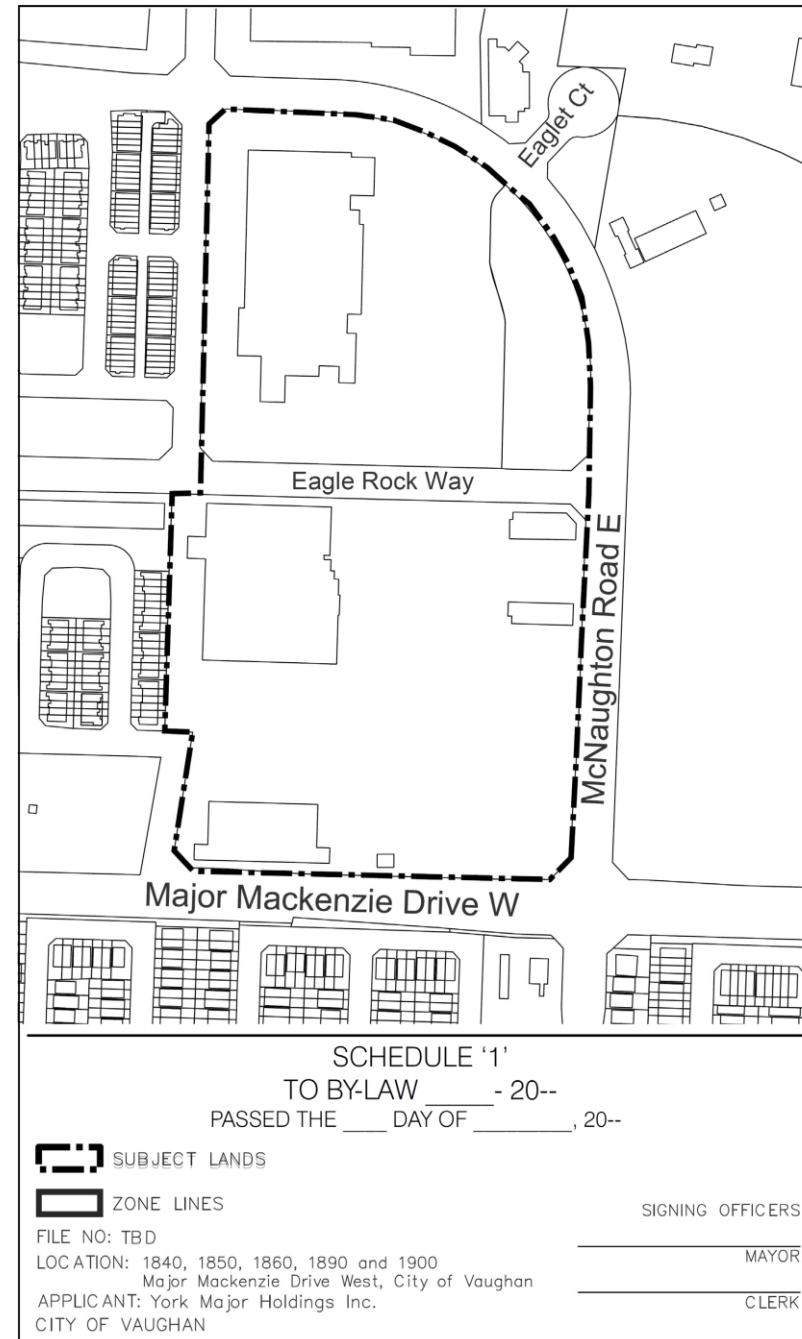 Eaglet Ct
Eagle Rock Way
McNaughton Road E
Major Mackenzie Drive W
SCHEDULE ‘1’
TO BY-LAW _____- 20--
PASSED THE ____ DAY OF _________, 20--
SUBJECT LANDS
ZONE LINES
SIGNING OFFICERS
FILE NO: TBD
LOCATION: 1840, 1850, 1860, 1890 and 1900
Major Mackenzie Drive West, City of Vaughan
MAYOR
APPLICANT: York Major Holdings Inc.
CLERK
CITY OF VAUGHAN